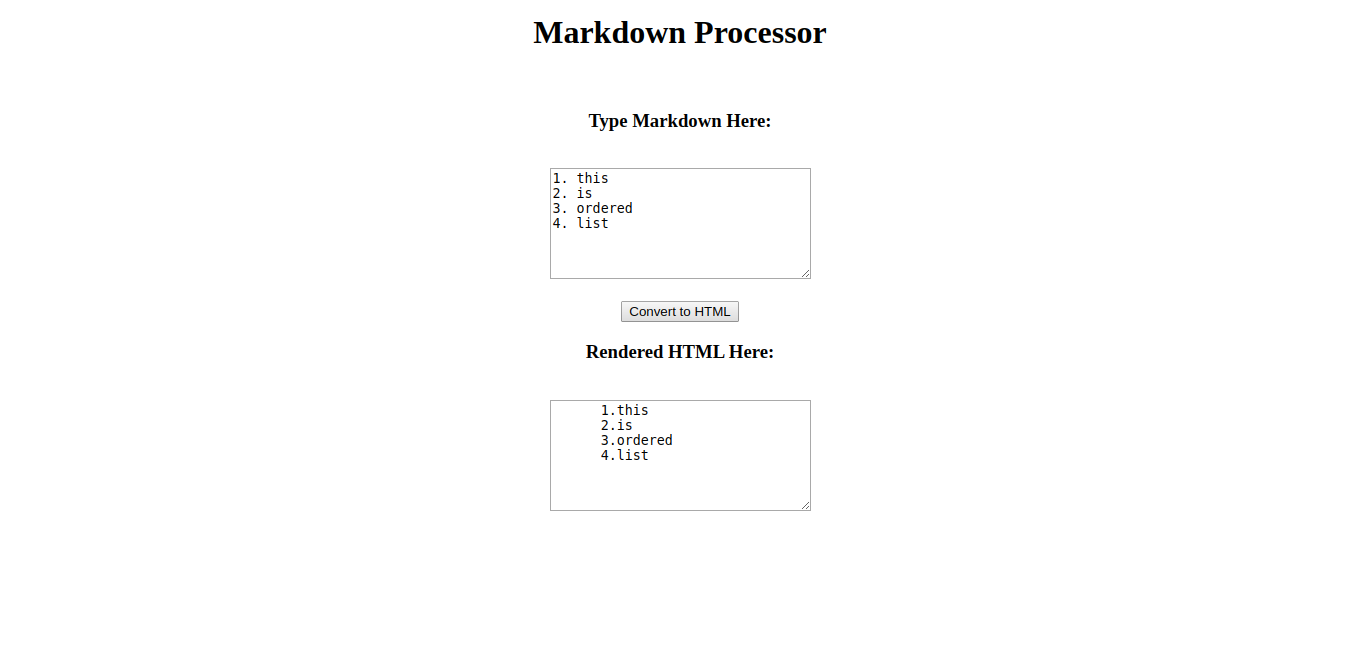 Markdown Processor
Type Markdown Here:
1. this
2. is
3. ordered
4. list
Convert to HTML
Rendered HTML Here:
1.this
2.is
3.ordered
4.list